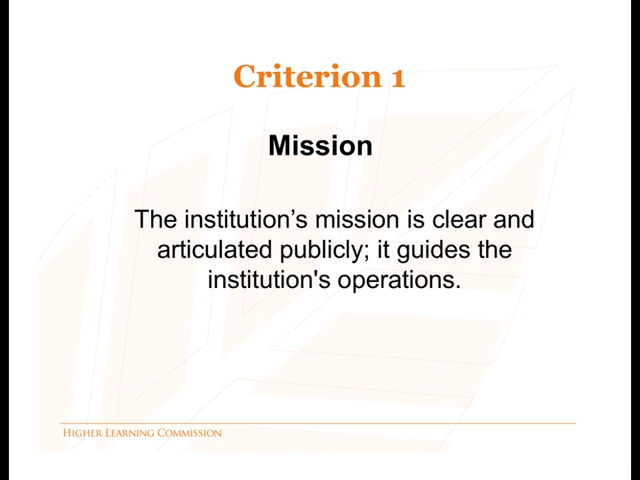 Criterion 1
Mission
The institution’s mission is clear and
articulated publicly; it guides the
institution's operations.
HIGHER LEARNING COMMISSION